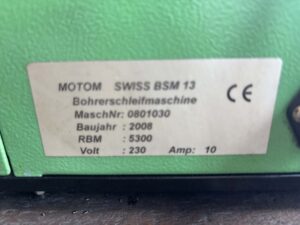 MOTOM SWISS BSM 13
Bohrerschleifmaschine
MaschNr: 0801030
Baujahr : 2008
RBM : 5300
Volt : 230 Amp: 10
CE